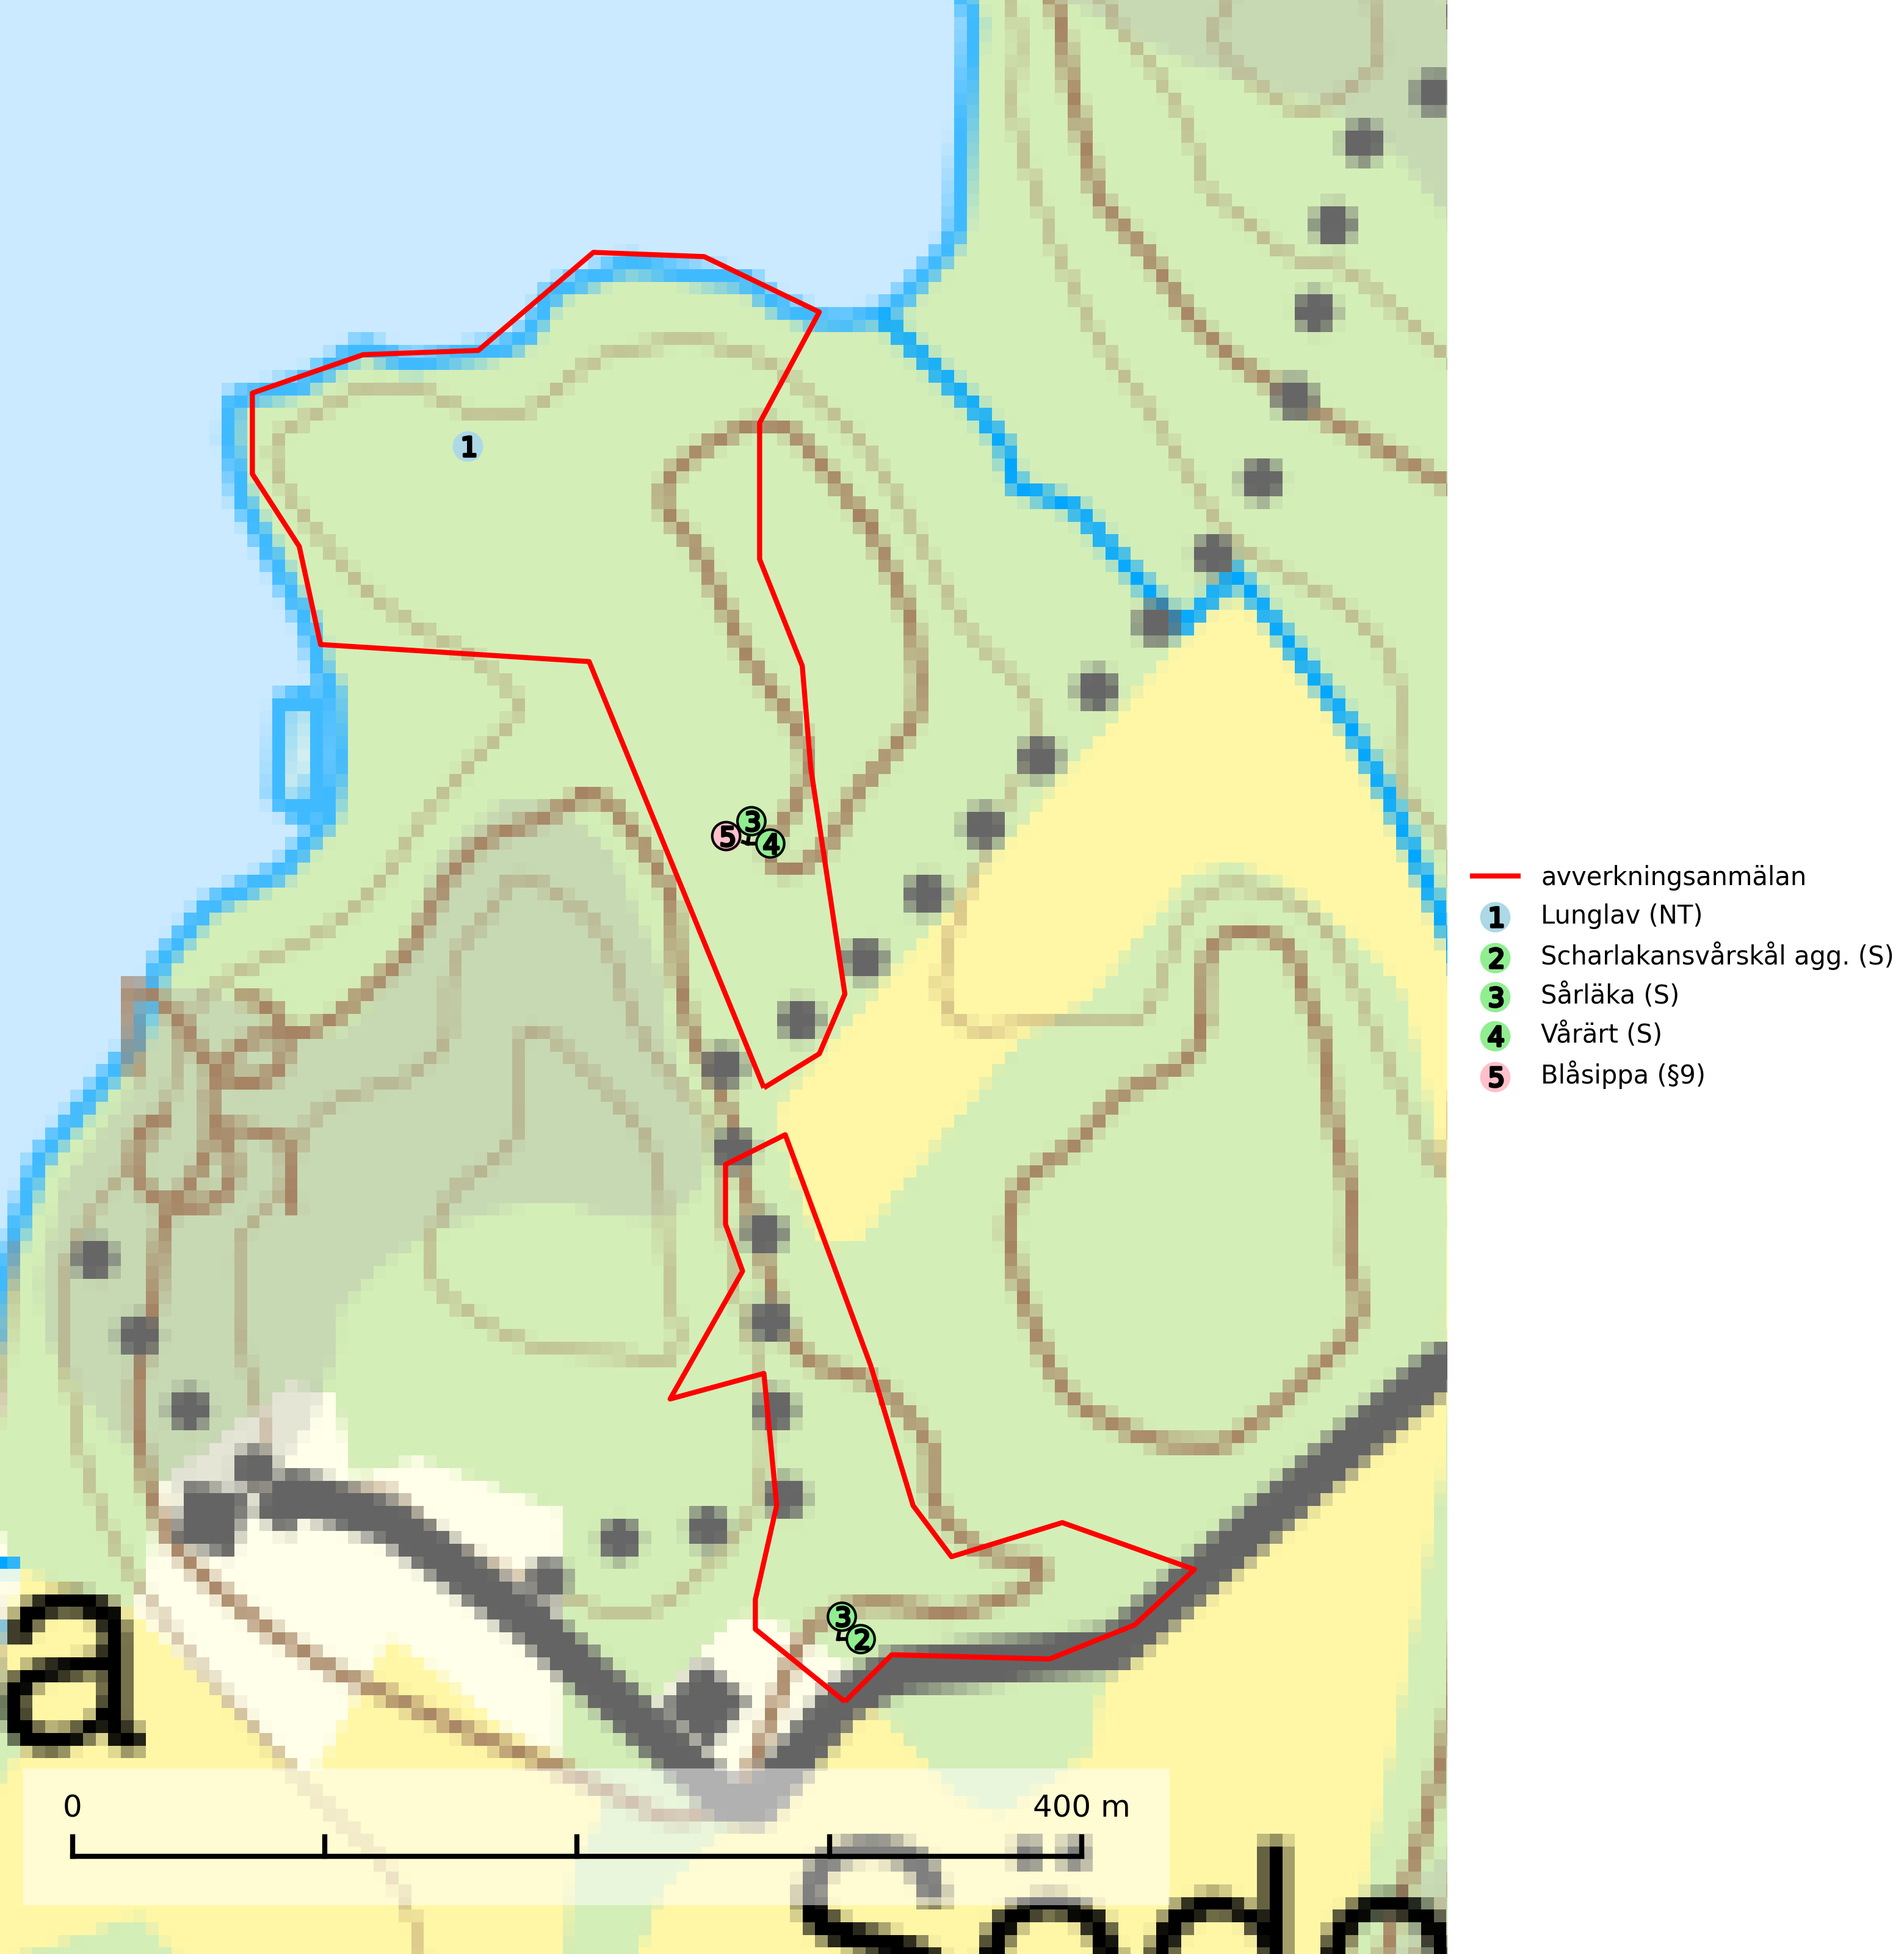 1
5
3
4
3
2
a
0
400 m
avverkningsanmälan
1 Lunglav (NT)
2 Scharlakansvårskål agg. (S)
3 Sårläka (S)
4 Vårärt (S)
5 Blåsippa (§9)